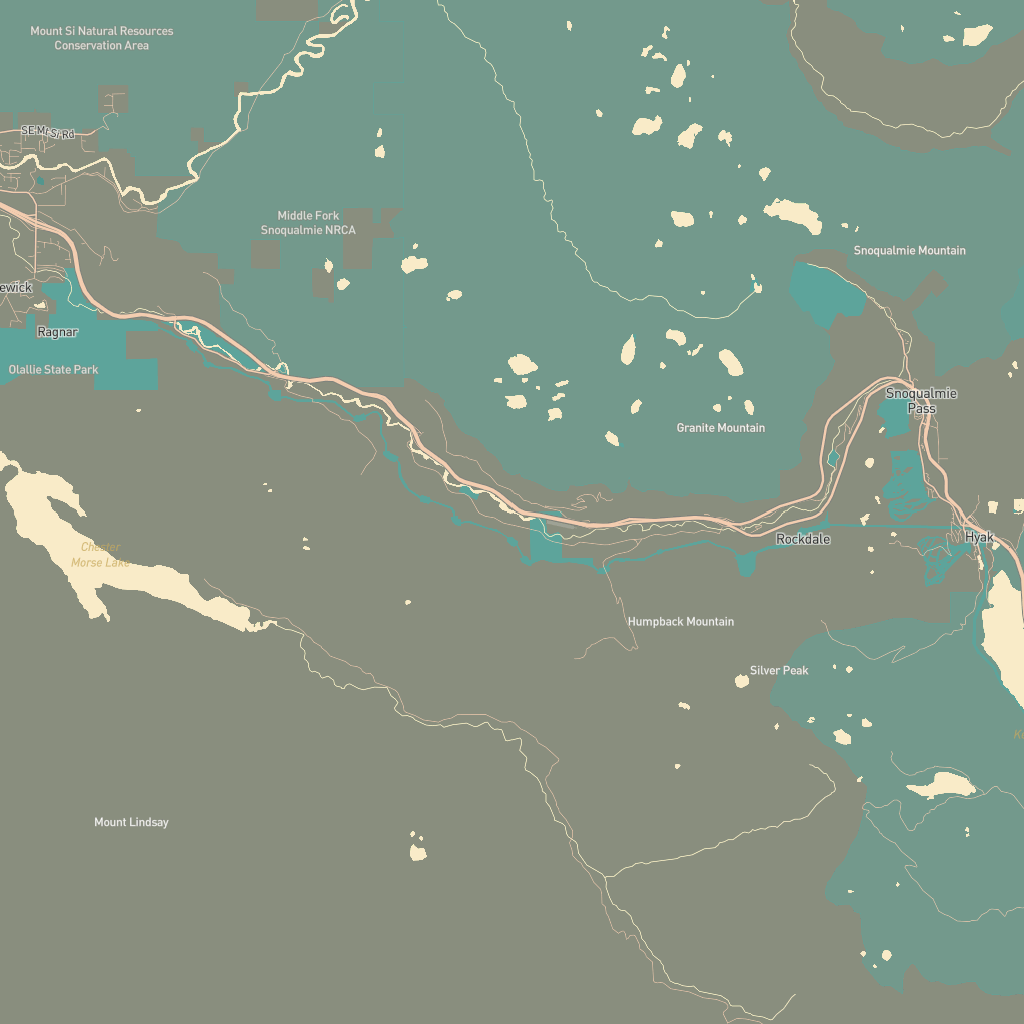 Mount Si Natural Resources
Conservation Area
SE Mt Si Rd
Middle Fork
Snoqualmie NRCA
Snoqualmie Mountain
ewick
Ragnar
Olallie State Park
Snoqualmie
Pass
Granite Mountain
Rockdale
Hyak
Chester
Morse Lake
Humpback Mountain
Silver Peak
Ke
Mount Lindsay